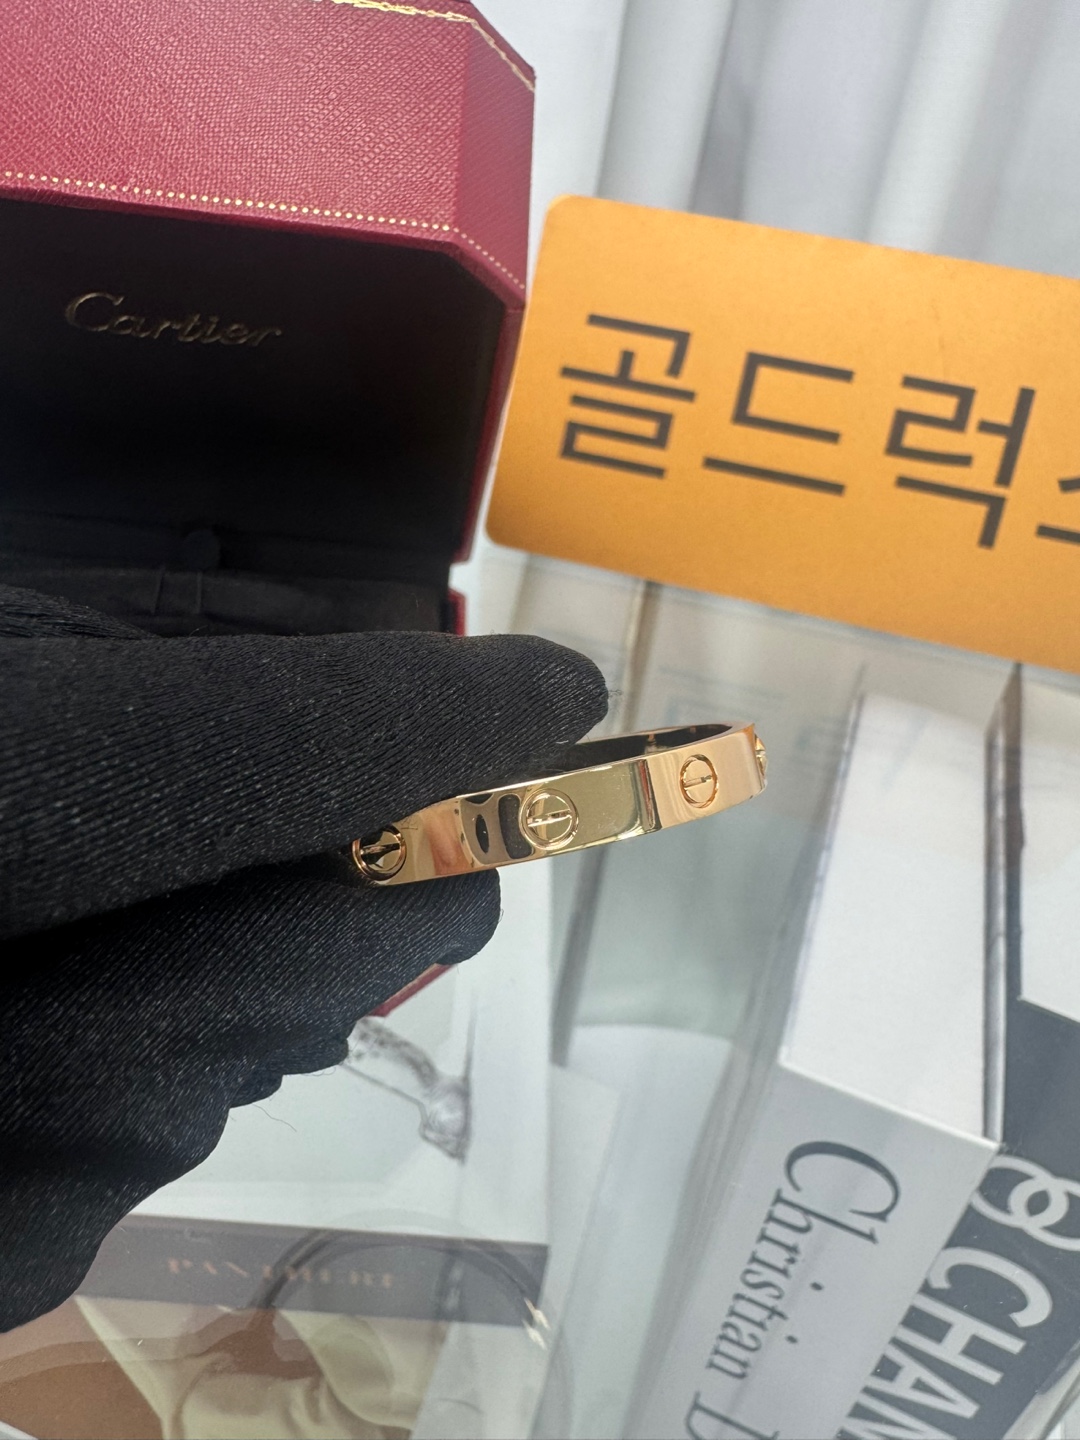 Cartier
골드럭
Christian
CHAN